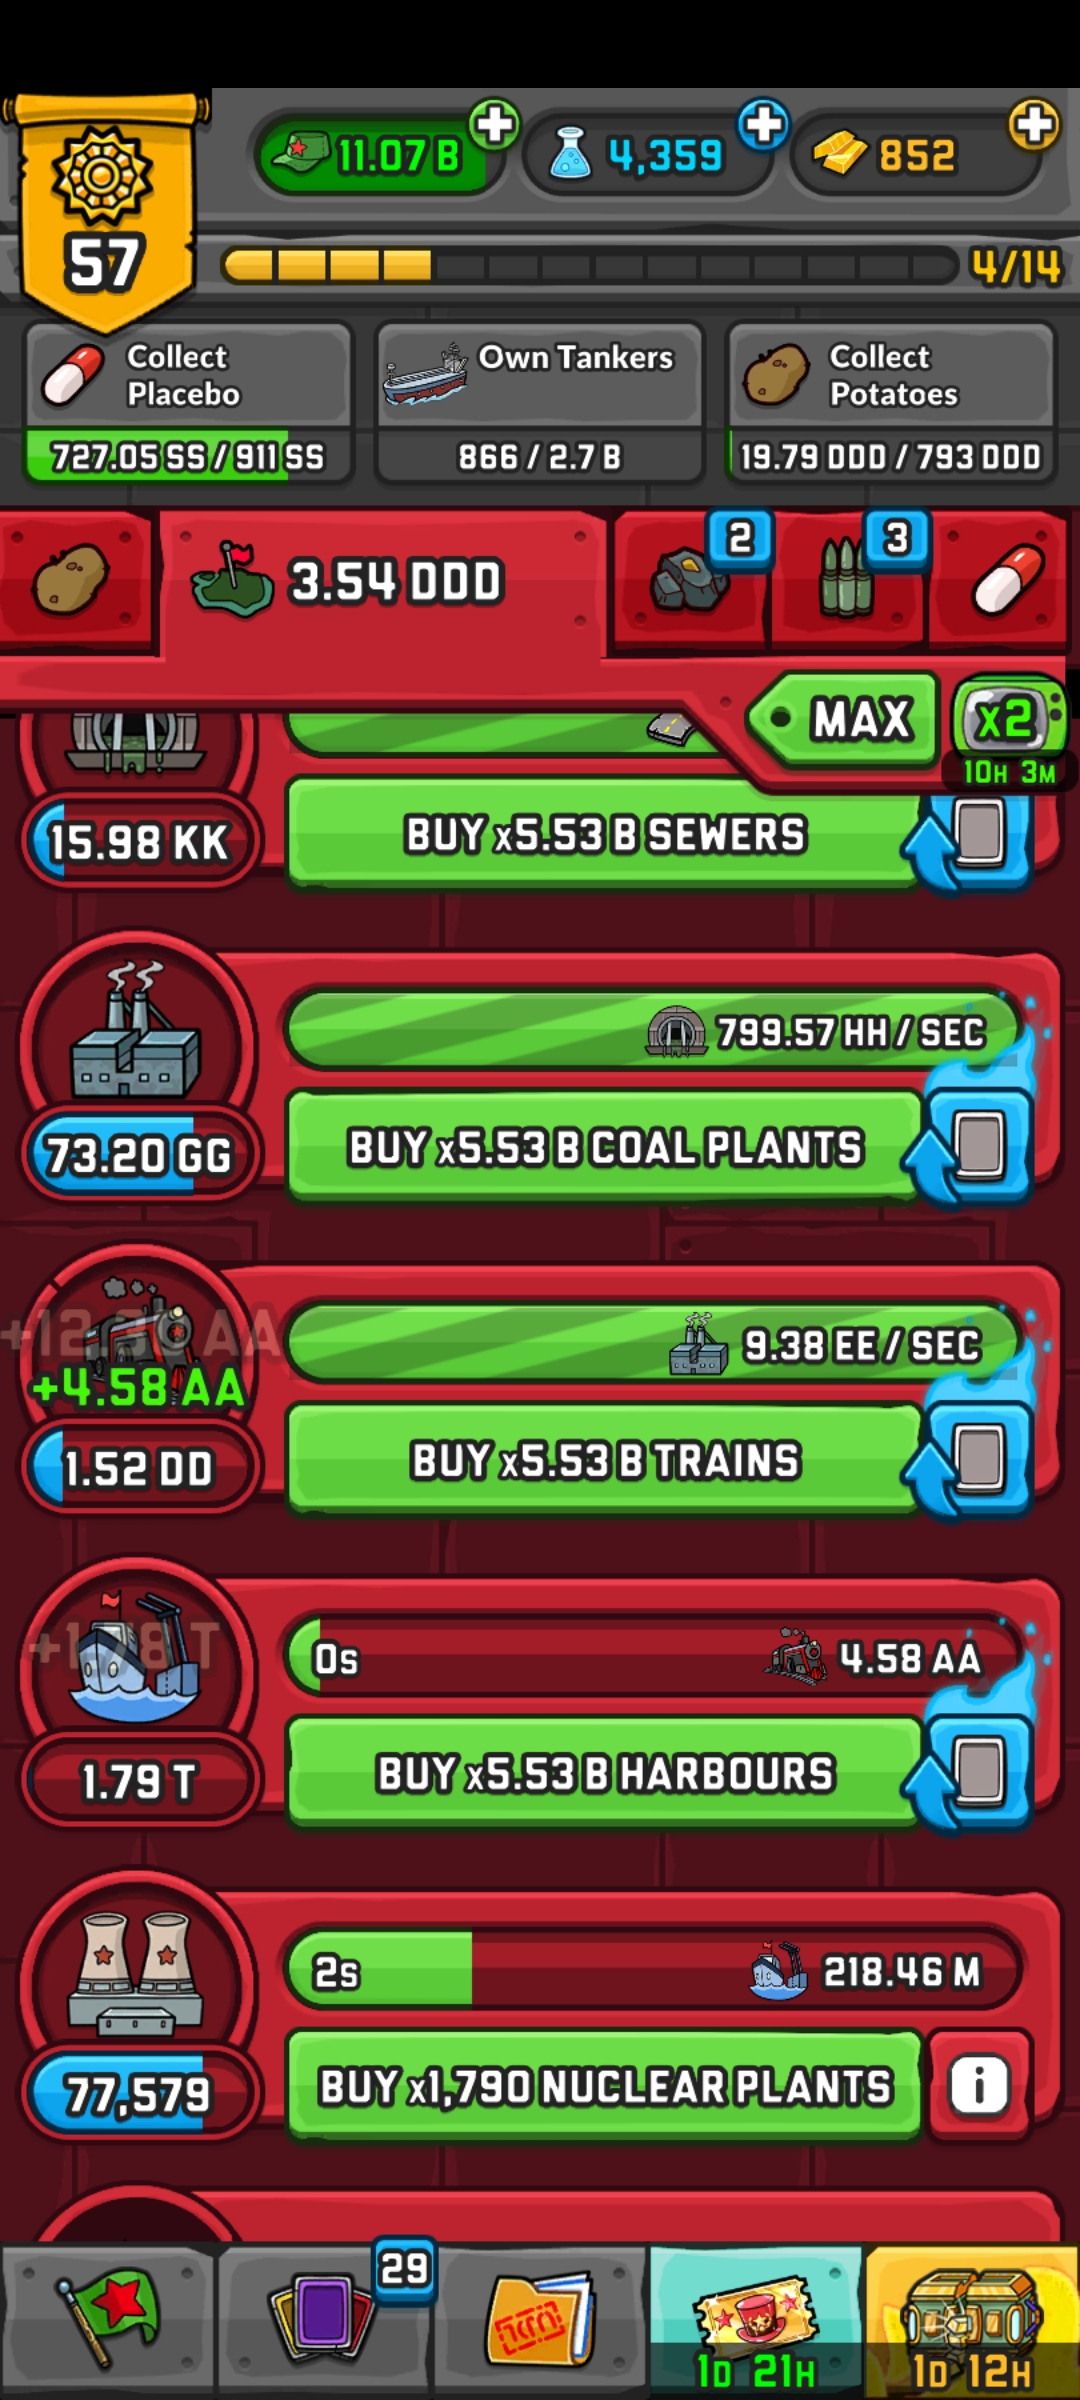 11.07 B
4,359
852
57
4/14
Collect
Placebo
727.05 SS / 911 SS
Own Tankers
866 / 2.7 B
Collect
Potatoes
19.79 DDD / 793 DDD
3.54 DDD
2
3
MAX
x2
10H 3M
15.98 KK
BUY x5.53 B SEWERS
799.57 HH / SEC
73.20 GG
BUY x5.53 B COAL PLANTS
9.38 EE / SEC
+4.58 AA
1.52 DD
BUY x5.53 B TRAINS
+1.78 T
0s
4.58 AA
1.79 T
BUY x5.53 B HARBOURS
2s
218.46 M
77,579
BUY x1,790 NUCLEAR PLANTS
i
29
1D 21H
1D 12H